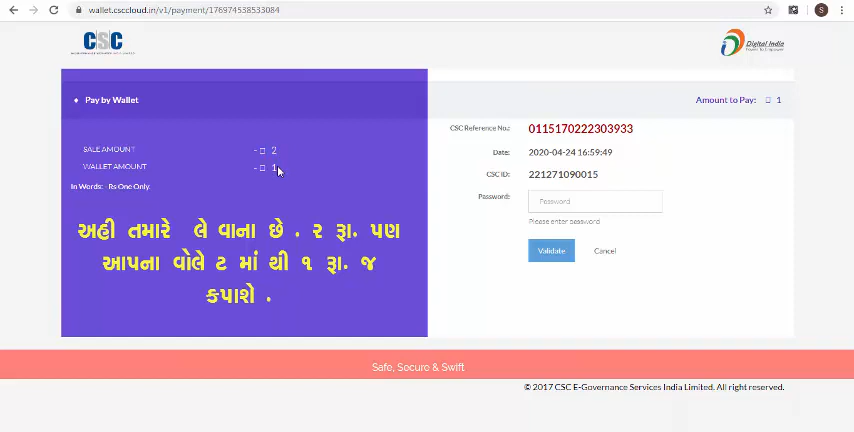 wallet.csccloud.in/v1/payment/176974538533084
S
CSC
Digital India
Power To Empower
Pay by Wallet
Amount to Pay: 1
SALE AMOUNT - 2
WALLET AMOUNT - 1
In Words: - Rs One Only.
અહી તમારે લેવાના છે . ૨ રૂા. પણ
આપના વોલેટ માં થી ૧ રૂા. જ
કપાશે .
CSC Reference No.: 0115170222303933
Date: 2020-04-24 16:59:49
CSC ID: 221271090015
Password: Password
Please enter password
Validate Cancel
Safe, Secure & Swift
© 2017 CSC E-Governance Services India Limited. All right reserved.